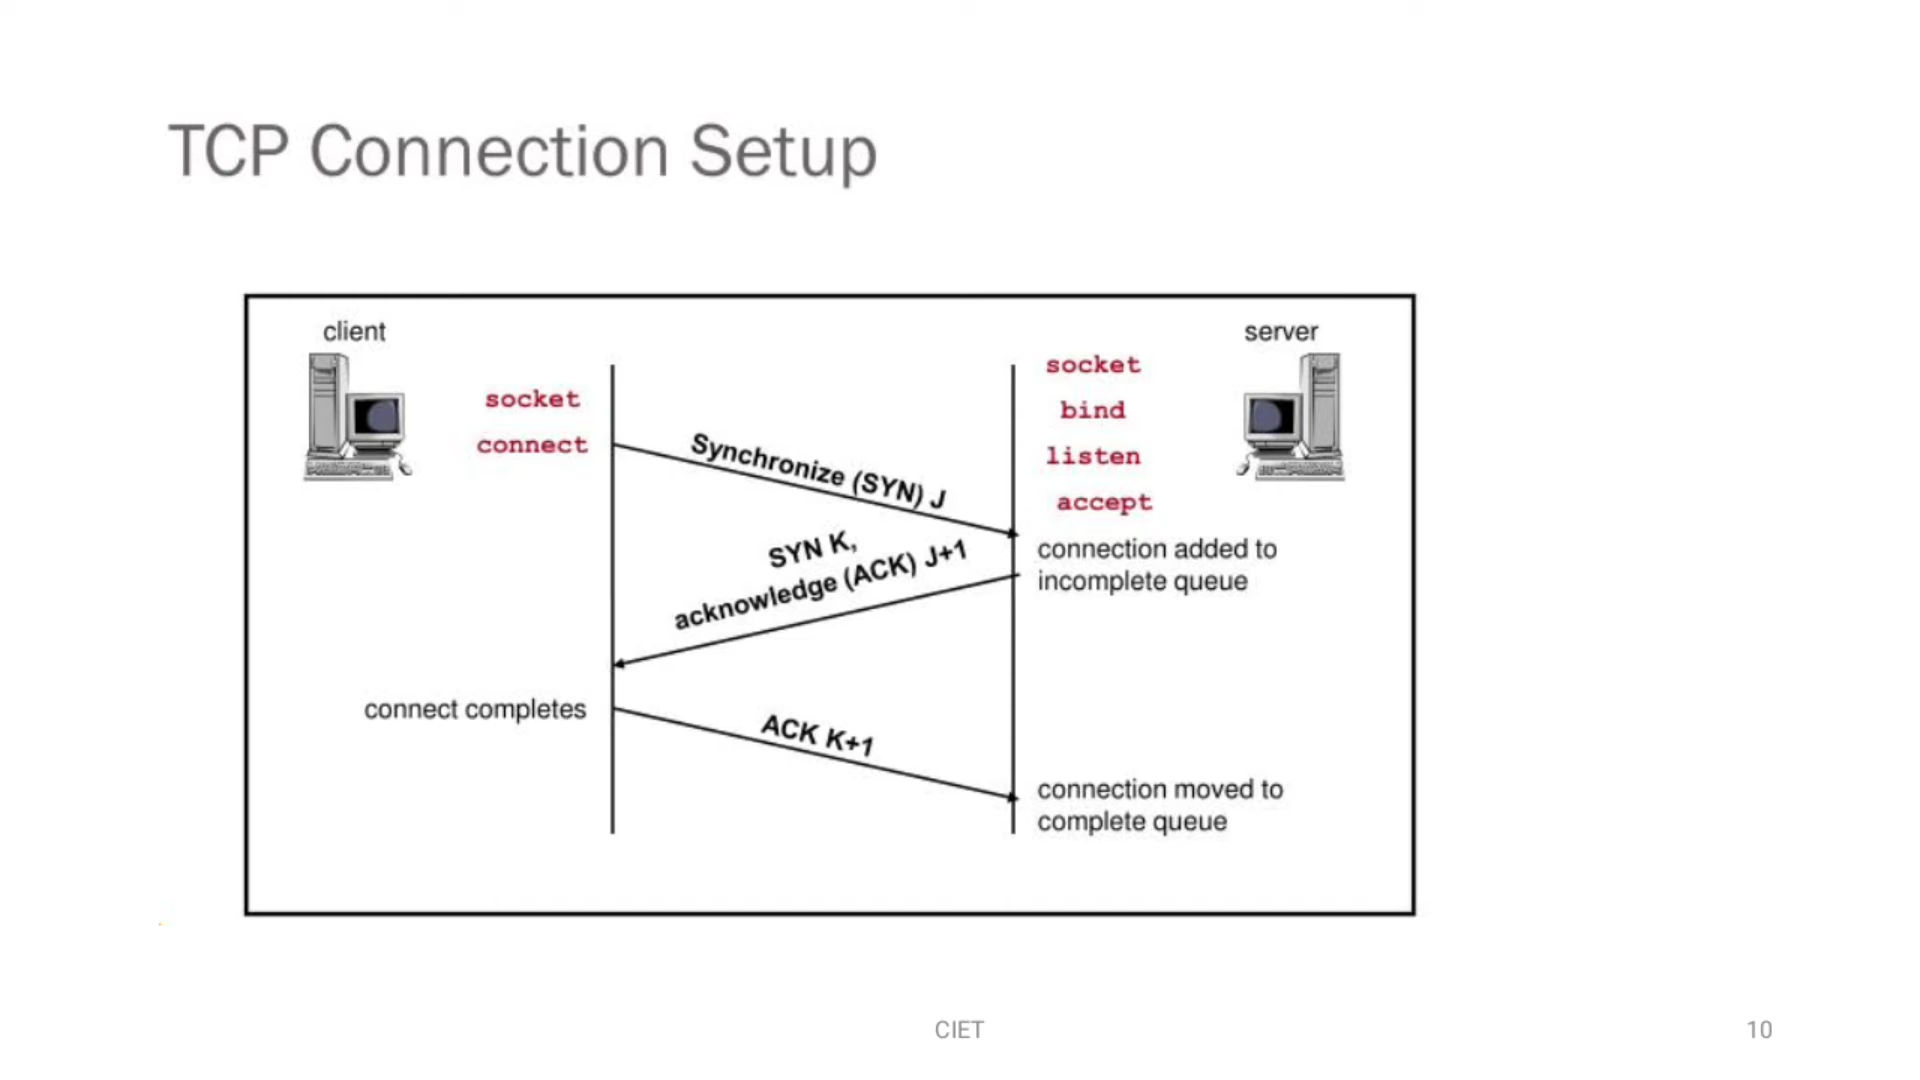 TCP Connection Setup
client
server
socket
connect
socket
bind
listen
accept
Synchronize (SYN) J
connection added to
incomplete queue
SYN K,
acknowledge (ACK) J+1
connect completes
ACK K+1
connection moved to
complete queue
CIET
10